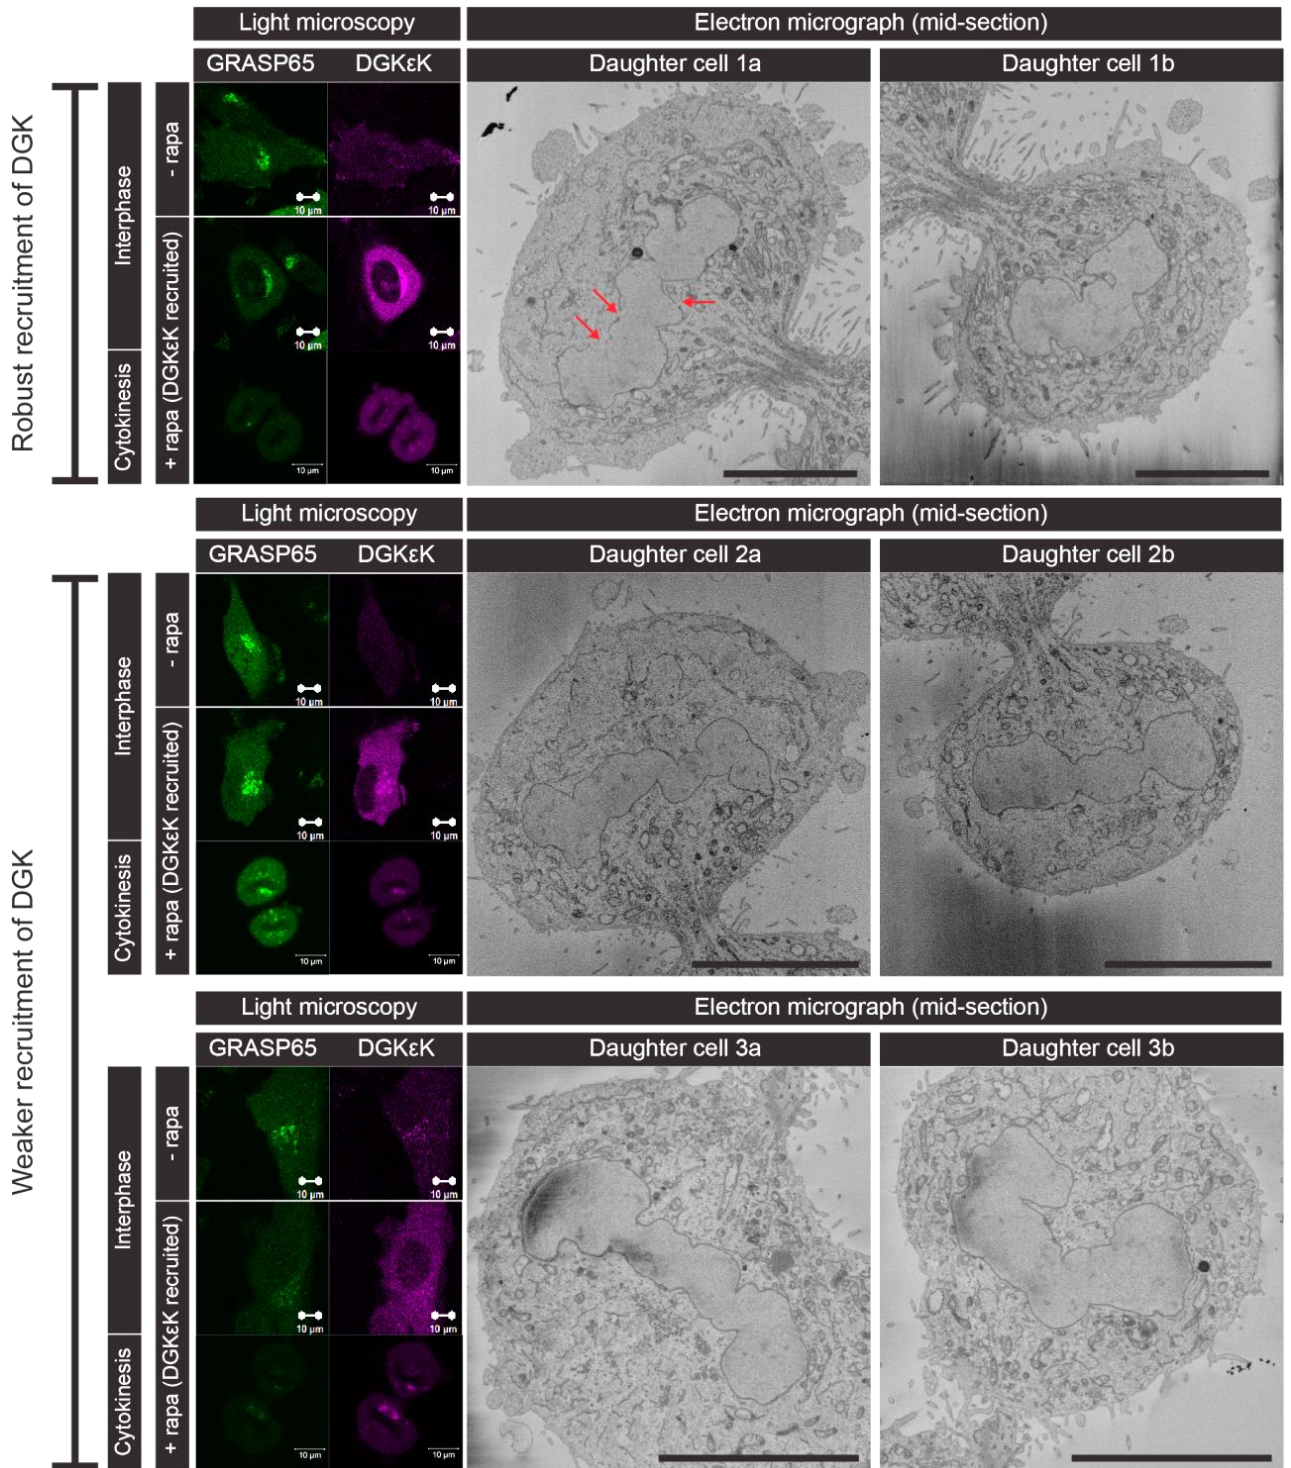 Light microscopy
Electron micrograph (mid-section)
GRASP65
DGKεK
Daughter cell 1a
Daughter cell 1b
Robust recruitment of DGK
Interphase
- rapa
10 µm
10 µm
+ rapa (DGKεK recruited)
10 µm
10 µm
Cytokinesis
10 µm
10 µm
Light microscopy
Electron micrograph (mid-section)
GRASP65
DGKεK
Daughter cell 2a
Daughter cell 2b
Weaker recruitment of DGK
Interphase
- rapa
10 µm
10 µm
+ rapa (DGKεK recruited)
10 µm
10 µm
Cytokinesis
10 µm
10 µm
Light microscopy
Electron micrograph (mid-section)
GRASP65
DGKεK
Daughter cell 3a
Daughter cell 3b
Interphase
- rapa
10 µm
10 µm
+ rapa (DGKεK recruited)
10 µm
10 µm
Cytokinesis
10 µm
10 µm